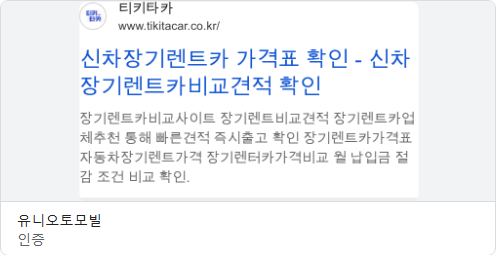 티키타카
티키타카
www.tikitacar.co.kr/
신차장기렌트카 가격표 확인 - 신차
장기렌트카비교견적 확인
장기렌트카비교사이트 장기렌트비교견적 장기렌트카업
체추천 통해 빠른견적 즉시출고 확인 장기렌트카가격표
자동차장기렌트가격 장기렌터카가격비교 월 납입금 절
감 조건 비교 확인.
유니오토모빌
인증